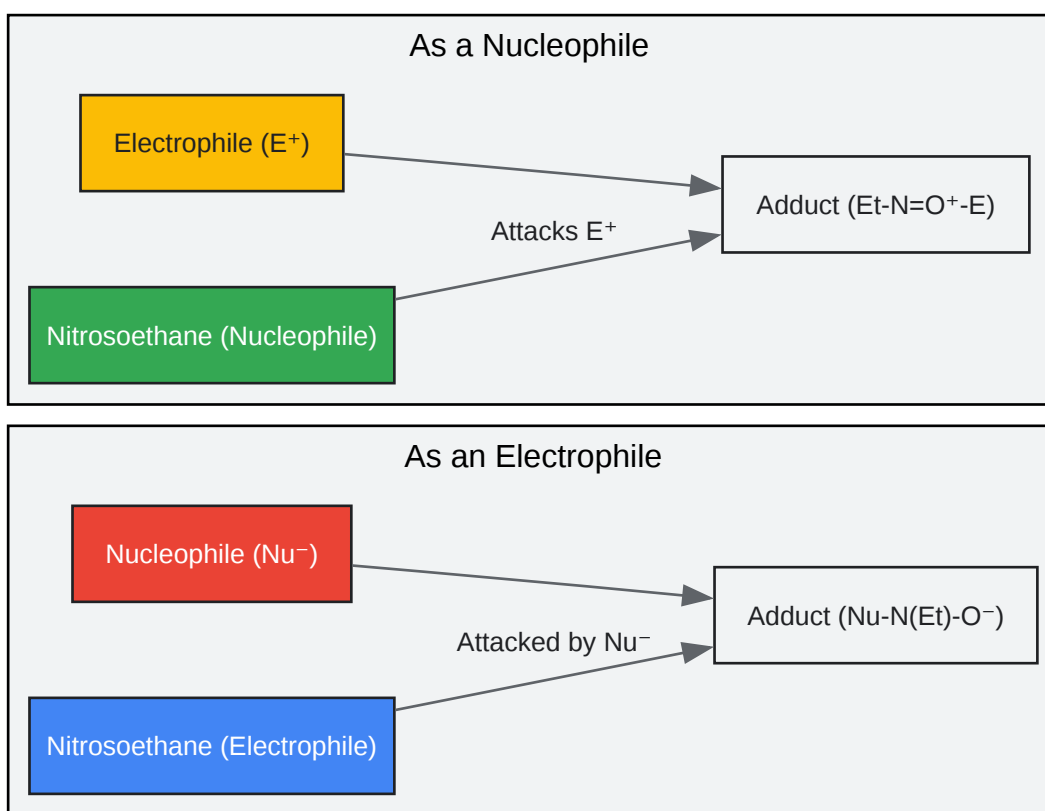 As a Nucleophile
Electrophile (E⁺)
Adduct (Et-N=O⁺-E)
Attacks E⁺
Nitrosoethane (Nucleophile)
As an Electrophile
Nucleophile (Nu⁻)
Adduct (Nu-N(Et)-O⁻)
Attacked by Nu⁻
Nitrosoethane (Electrophile)